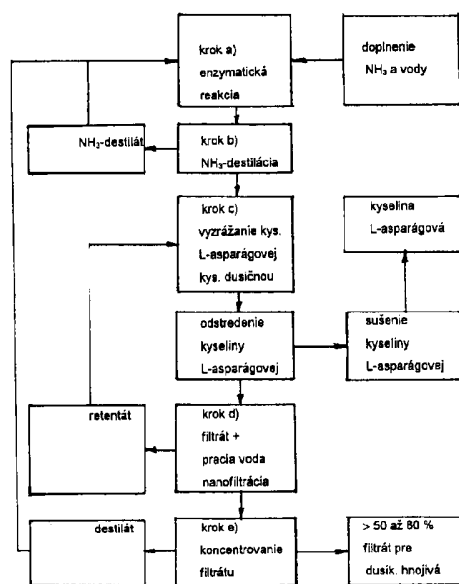 krok a)
enzymatická
reakcia
doplnenie
NH₃ a vody
NH₃-destilát
krok b)
NH₃-destilácia
krok c)
vyzrážanie kys.
L-asparágovej
kys. dusičnou
kyselina
L-asparágová
odstredenie
kyseliny
L-asparágovej
sušenie
kyseliny
L-asparágovej
retentát
krok d)
filtrát +
pracia voda
nanofiltrácia
destilát
krok e)
koncentrovanie
filtrátu
> 50 až 60 %
filtrát pre
dusík. hnojivá